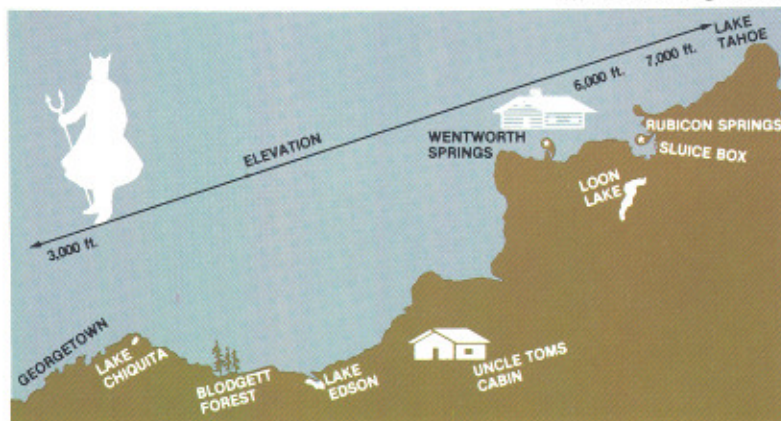 LAKE
TAHOE
7,000 ft.
6,000 ft.
ELEVATION
3,000 ft.
WENTWORTH
SPRINGS
RUBICON SPRINGS
SLUICE BOX
LOON
LAKE
GEORGETOWN
LAKE
CHIQUITA
BLODGETT
FOREST
LAKE
EDSON
UNCLE TOMS
CABIN